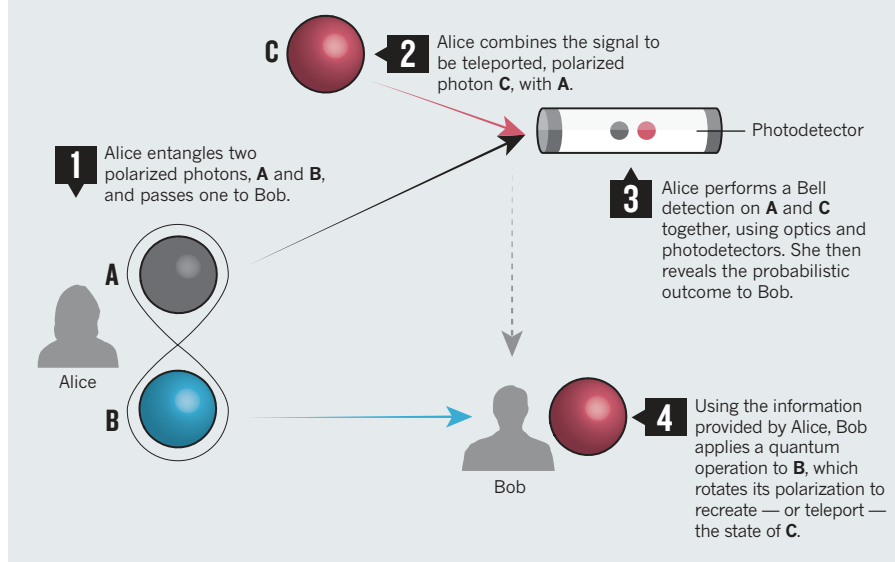 C
2
Alice combines the signal to
be teleported, polarized
photon C, with A.
Photodetector
1
Alice entangles two
polarized photons, A and B,
and passes one to Bob.
3
Alice performs a Bell
detection on A and C
together, using optics and
photodetectors. She then
reveals the probabilistic
outcome to Bob.
A
Alice
B
Bob
4
Using the information
provided by Alice, Bob
applies a quantum
operation to B, which
rotates its polarization to
recreate — or teleport —
the state of C.